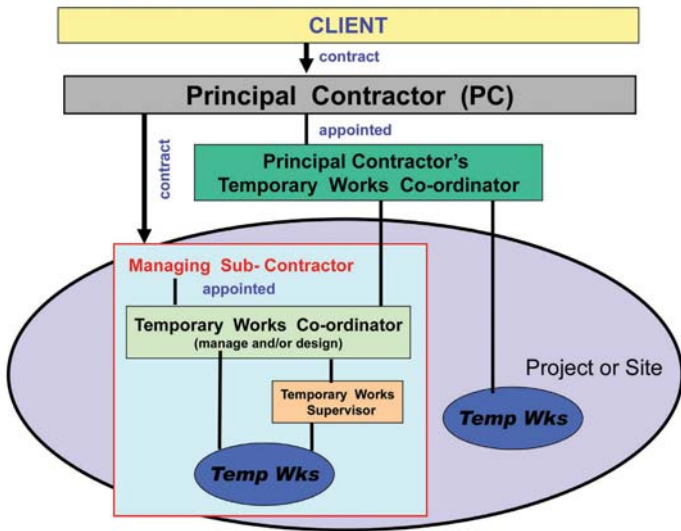 CLIENT
contract
Principal Contractor (PC)
appointed
contract
Principal Contractor's
Temporary Works Co-ordinator
Managing Sub- Contractor
appointed
Temporary Works Co-ordinator
(manage and/or design)
Project or Site
Temporary Works
Supervisor
Temp Wks
Temp Wks